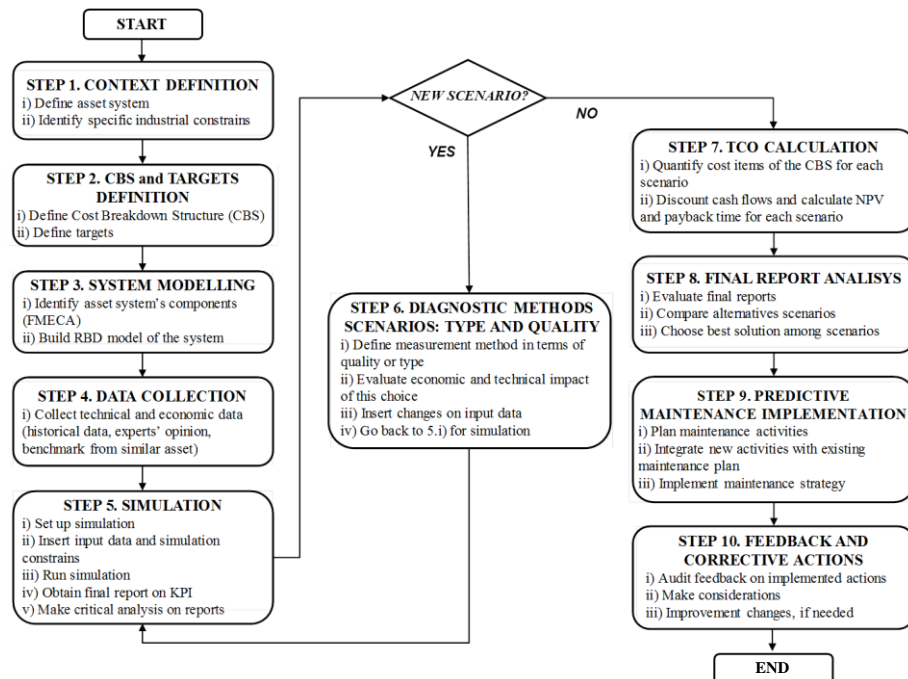 START
STEP 1. CONTEXT DEFINITION
i) Define asset system
ii) Identify specific industrial constrains
STEP 2. CBS and TARGETS
DEFINITION
i) Define Cost Breakdown Structure (CBS)
ii) Define targets
STEP 3. SYSTEM MODELLING
i) Identify asset system's components
(FMECA)
ii) Build RBD model of the system
STEP 4. DATA COLLECTION
i) Collect technical and economic data
(historical data, experts' opinion,
benchmark from similar asset)
STEP 5. SIMULATION
i) Set up simulation
ii) Insert input data and simulation
constrains
iii) Run simulation
iv) Obtain final report on KPI
v) Make critical analysis on reports
NEW SCENARIO?
YES
NO
STEP 6. DIAGNOSTIC METHODS
SCENARIOS: TYPE AND QUALITY
i) Define measurement method in terms of
quality or type
ii) Evaluate economic and technical impact
of this choice
iii) Insert changes on input data
iv) Go back to 5.i) for simulation
STEP 7. TCO CALCULATION
i) Quantify cost items of the CBS for each
scenario
ii) Discount cash flows and calculate NPV
and payback time for each scenario
STEP 8. FINAL REPORT ANALISYS
i) Evaluate final reports
ii) Compare alternatives scenarios
iii) Choose best solution among scenarios
STEP 9. PREDICTIVE
MAINTENANCE IMPLEMENTATION
i) Plan maintenance activities
ii) Integrate new activities with existing
maintenance plan
iii) Implement maintenance strategy
STEP 10. FEEDBACK AND
CORRECTIVE ACTIONS
i) Audit feedback on implemented actions
ii) Make considerations
iii) Improvement changes, if needed
END